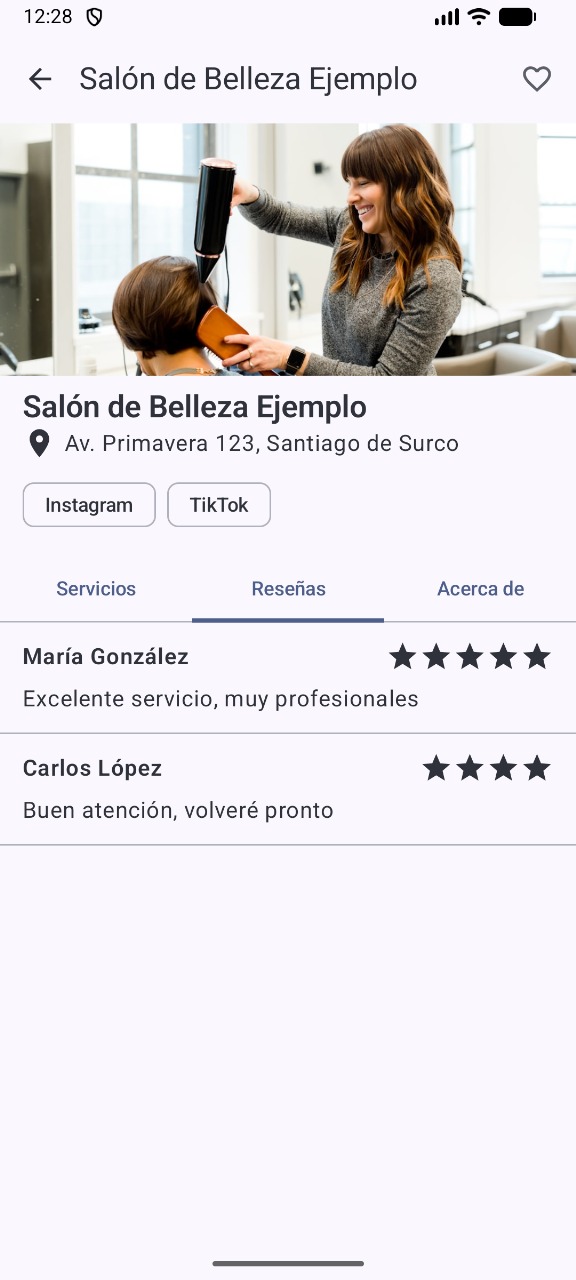 12:28
Salón de Belleza Ejemplo
Salón de Belleza Ejemplo
Av. Primavera 123, Santiago de Surco
Instagram TikTok
Servicios Reseñas Acerca de
María González
Excelente servicio, muy profesionales
Carlos López
Buen atención, volveré pronto